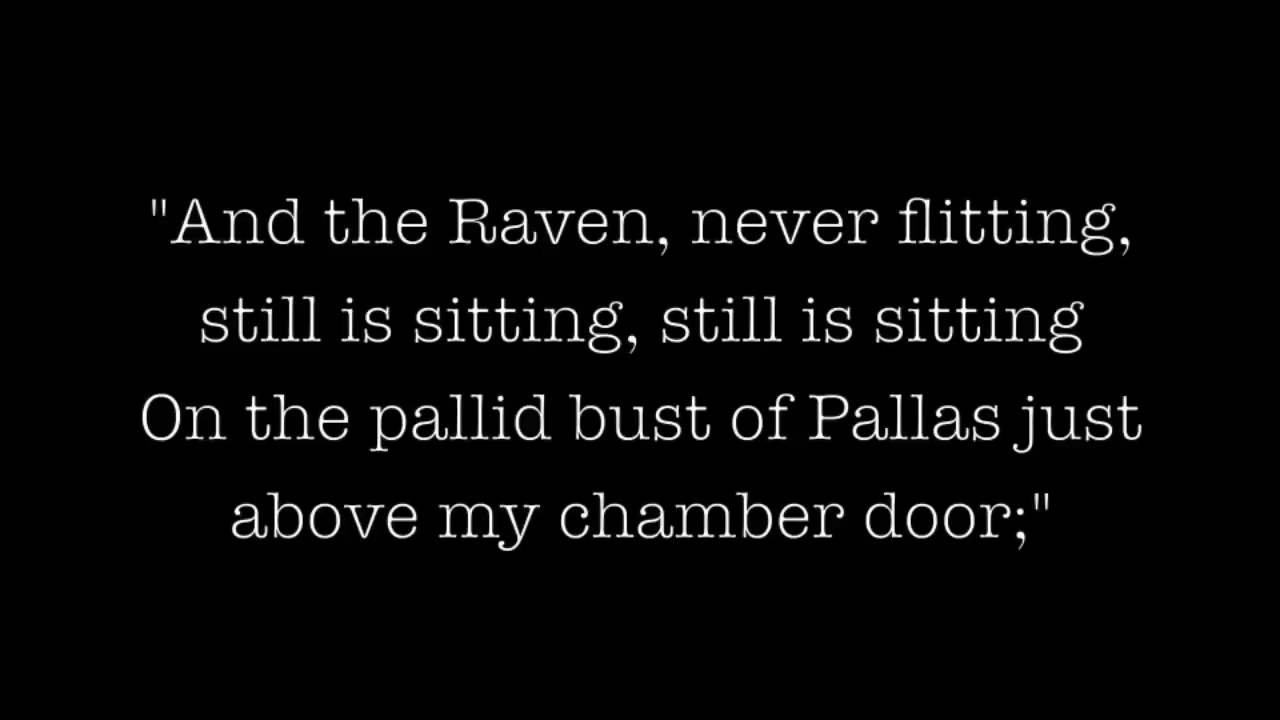 "And the Raven, never flitting,
still is sitting, still is sitting
On the pallid bust of Pallas just
above my chamber door;"